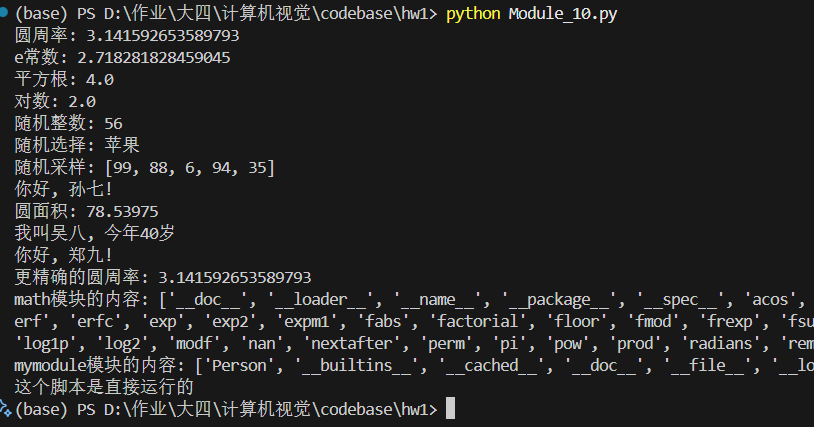 (base) PS D:\作业\大四\计算机视觉\codebase\hw1> python Module_10.py
圆周率: 3.141592653589793
e常数: 2.718281828459045
平方根: 4.0
对数: 2.0
随机整数: 56
随机选择: 苹果
随机采样: [99, 88, 6, 94, 35]
你好, 孙七!
圆面积: 78.53975
我叫吴八, 今年40岁
你好, 郑九!
更精确的圆周率: 3.141592653589793
math模块的内容: ['__doc__', '__loader__', '__name__', '__package__', '__spec__', 'acos',
erf', 'erfc', 'exp', 'exp2', 'expm1', 'fabs', 'factorial', 'floor', 'fmod', 'frexp', 'fsu
'log1p', 'log2', 'modf', 'nan', 'nextafter', 'perm', 'pi', 'pow', 'prod', 'radians', 'rem
mymodule模块的内容: ['Person', '__builtins__', '__cached__', '__doc__', '__file__', '__lo
这个脚本是直接运行的
(base) PS D:\作业\大四\计算机视觉\codebase\hw1>